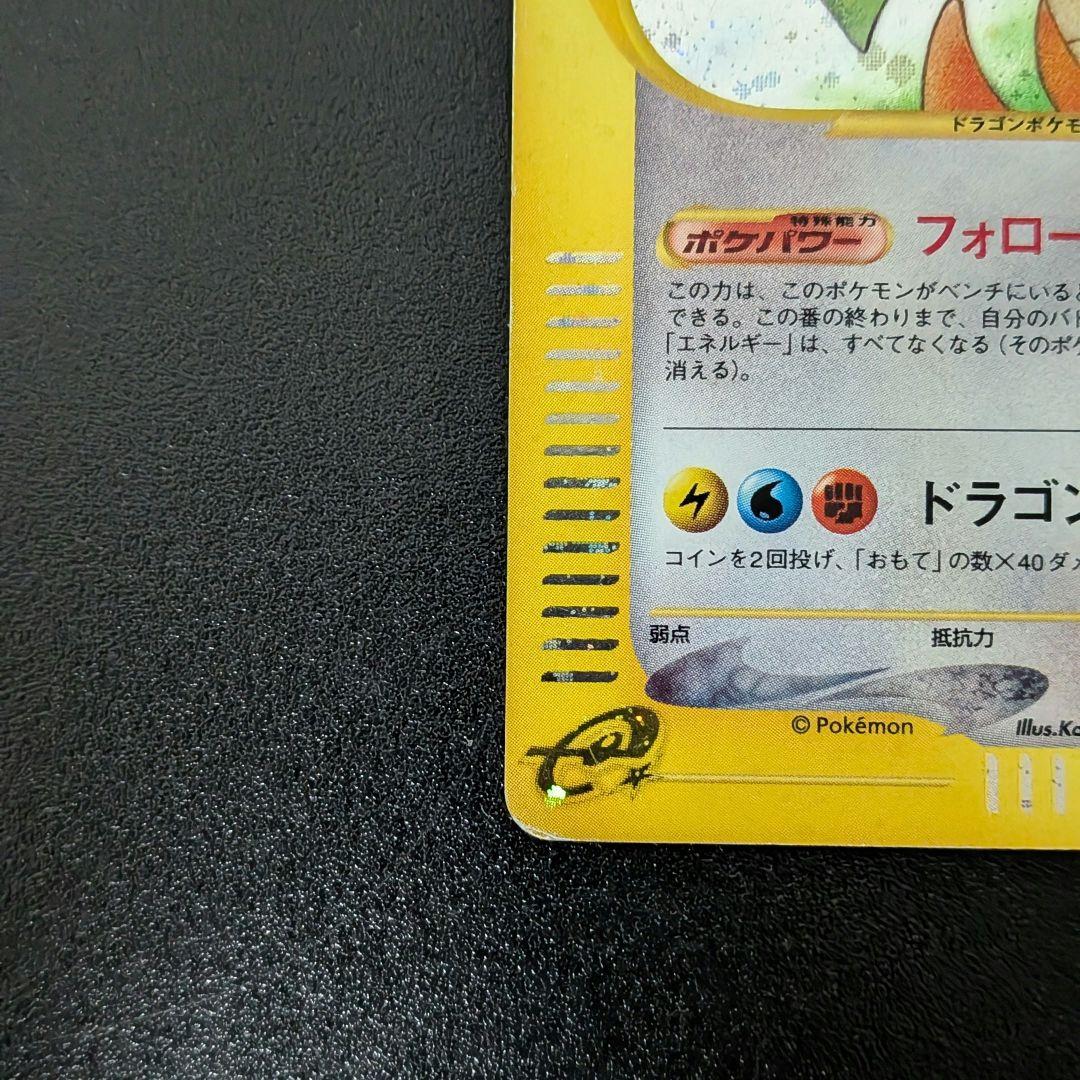 ドラゴンポケモ
特殊能力
ポケパワー フォロー
この力は、このポケモンがベンチにいると
できる。この番の終わりまで、自分のバト
「エネルギー」は、すべてなくなる(そのポケ
消える)。
ドラゴン
コインを2回投げ、「おもて」の数×40ダメ
弱点 抵抗力
© Pokémon Illus.Ko